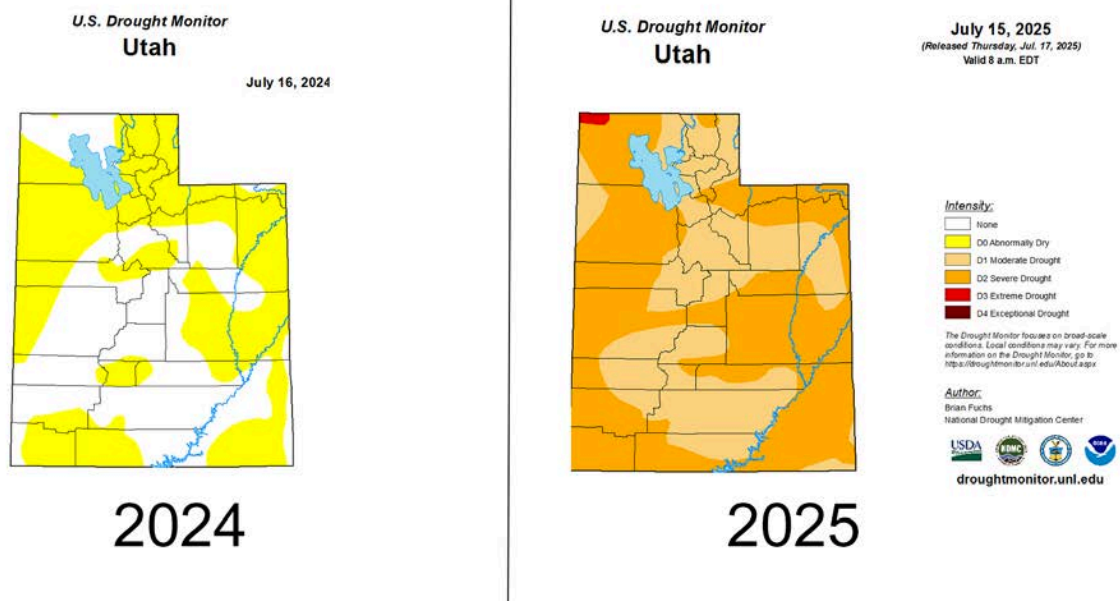 U.S. Drought Monitor
Utah
July 16, 2024
2024
U.S. Drought Monitor
Utah
July 15, 2025
(Released Thursday, Jul. 17, 2025)
Valid 8 a.m. EDT
Intensity:
None
D0 Abnormally Dry
D1 Moderate Drought
D2 Severe Drought
D3 Extreme Drought
D4 Exceptional Drought
The Drought Monitor focuses on broad-scale
conditions. Local conditions may vary. For more
information on the Drought Monitor, go to
https://droughtmonitor.unl.edu/About.aspx
Author:
Brian Fuchs
National Drought Mitigation Center
USDA
NDMC
droughtmonitor.unl.edu
2025